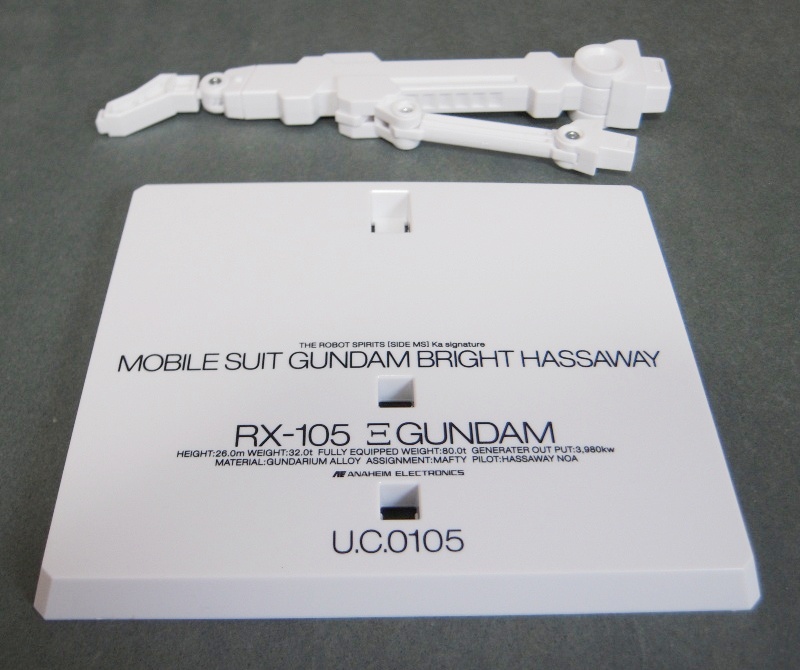 THE ROBOT SPIRITS [SIDE MS] Ka signature
MOBILE SUIT GUNDAM BRIGHT HASSAWAY
RX-105 Ξ GUNDAM
HEIGHT:26.0m WEIGHT:32.0t FULLY EQUIPPED WEIGHT:80.0t GENERATER OUT PUT:3,980kw
MATERIAL:GUNDARIUM ALLOY ASSIGNMENT:MAFTY PILOT:HASSAWAY NOA
AE ANAHEIM ELECTRONICS
U.C.0105